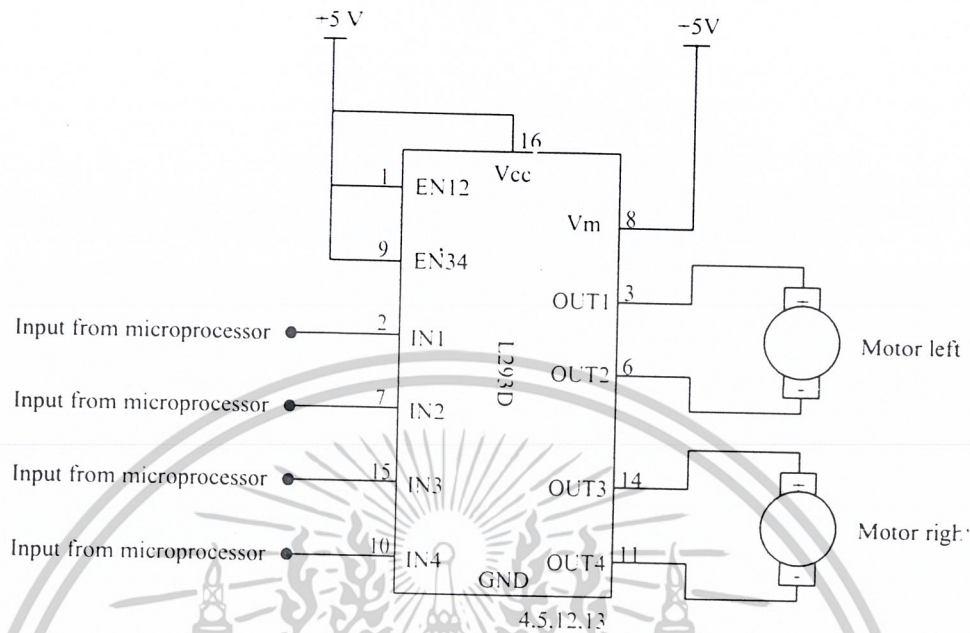 +5 V
-5V
16
Vcc
1
EN12
Vm
8
9
EN34
OUT1
3
Input from microprocessor
2
IN1
L293D
Motor left
OUT2
6
Input from microprocessor
7
IN2
Input from microprocessor
15
IN3
OUT3
14
Input from microprocessor
10
IN4
OUT4
11
Motor right
GND
4.5.12.13